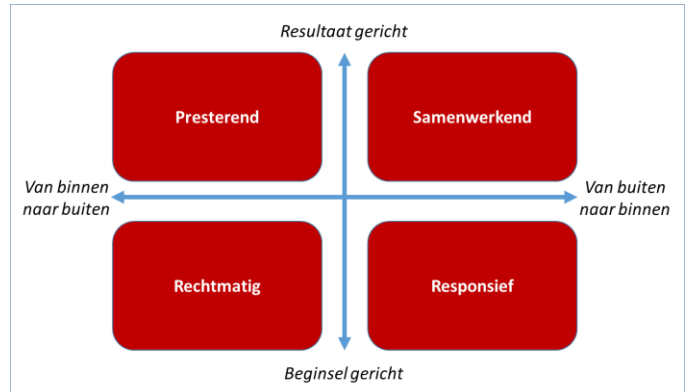 Resultaat gericht
Presterend
Samenwerkend
Van binnen
naar buiten
Van buiten
naar binnen
Rechtmatig
Responsief
Beginsel gericht